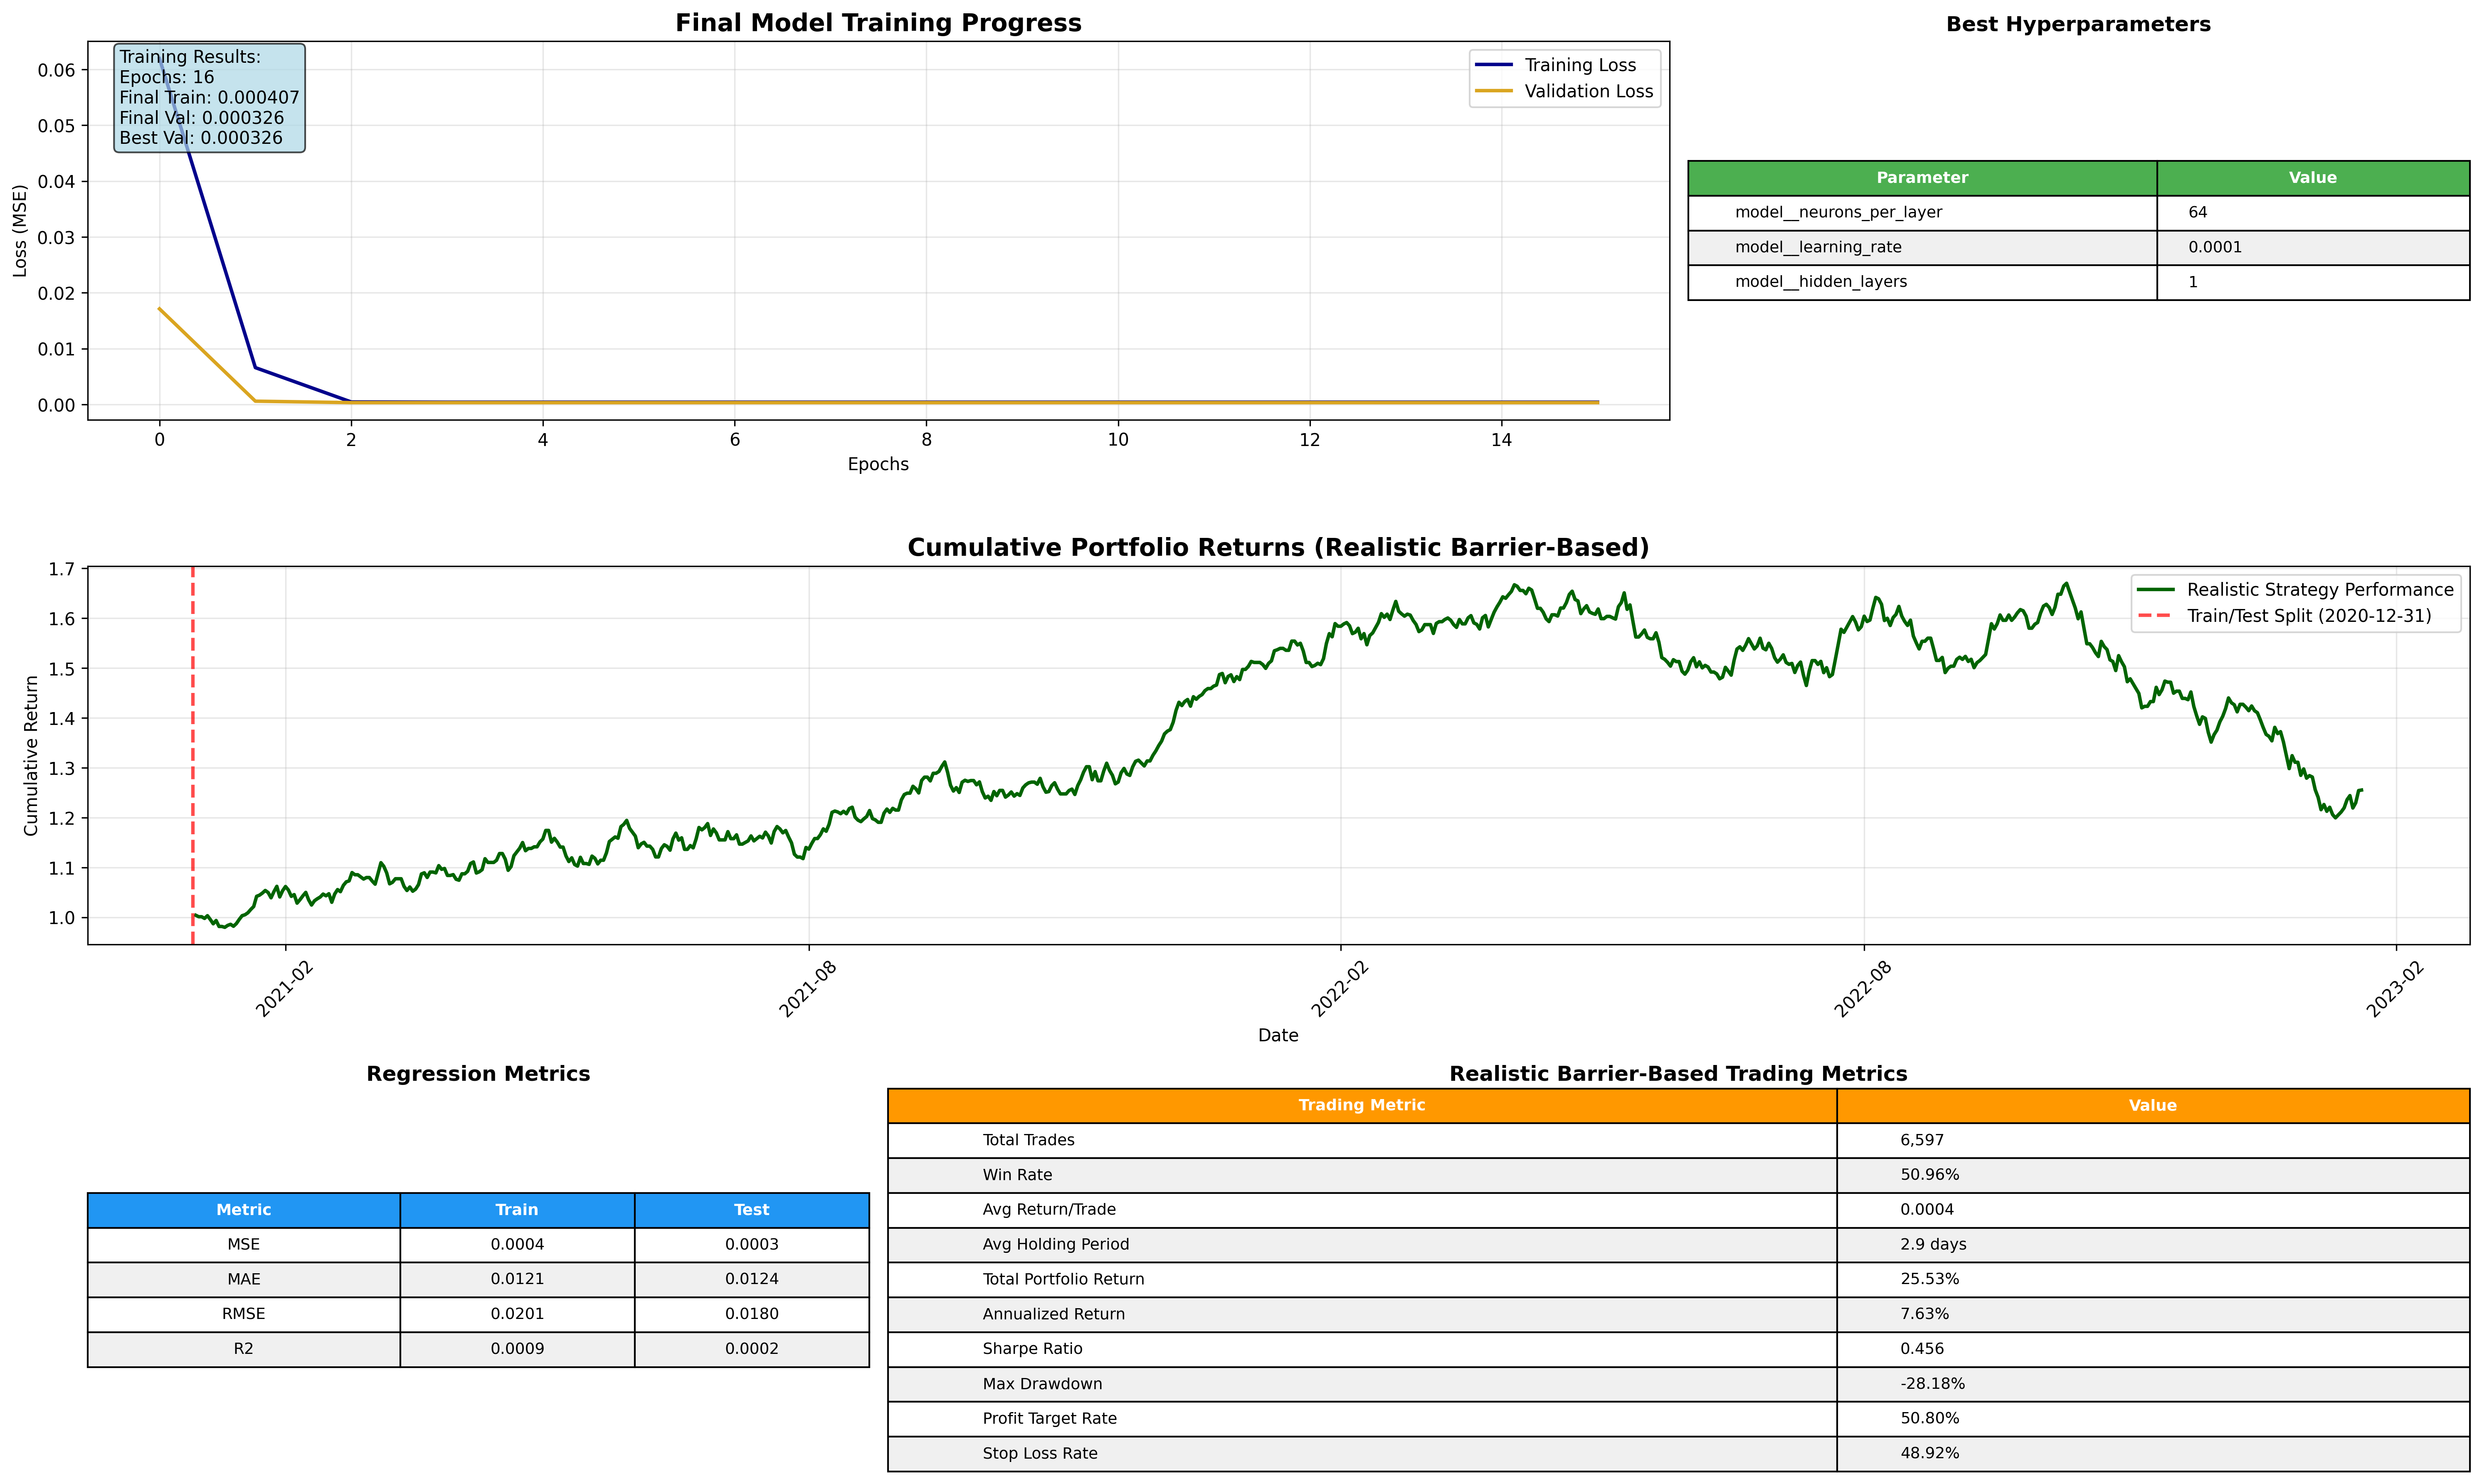 Final Model Training Progress
Training Results:
Epochs: 16
Final Train: 0.000407
Final Val: 0.000326
Best Val: 0.000326
Training Loss
Validation Loss
Loss (MSE)
0.06
0.05
0.04
0.03
0.02
0.01
0.00
0 2 4 6 8 10 12 14
Epochs
Best Hyperparameters
Parameter Value
model__neurons_per_layer 64
model__learning_rate 0.0001
model__hidden_layers 1
Cumulative Portfolio Returns (Realistic Barrier-Based)
Realistic Strategy Performance
Train/Test Split (2020-12-31)
Cumulative Return
1.7
1.6
1.5
1.4
1.3
1.2
1.1
1.0
2021-02 2021-08 2022-02 2022-08 2023-02
Date
Regression Metrics
Metric Train Test
MSE 0.0004 0.0003
MAE 0.0121 0.0124
RMSE 0.0201 0.0180
R2 0.0009 0.0002
Realistic Barrier-Based Trading Metrics
Trading Metric Value
Total Trades 6,597
Win Rate 50.96%
Avg Return/Trade 0.0004
Avg Holding Period 2.9 days
Total Portfolio Return 25.53%
Annualized Return 7.63%
Sharpe Ratio 0.456
Max Drawdown -28.18%
Profit Target Rate 50.80%
Stop Loss Rate 48.92%